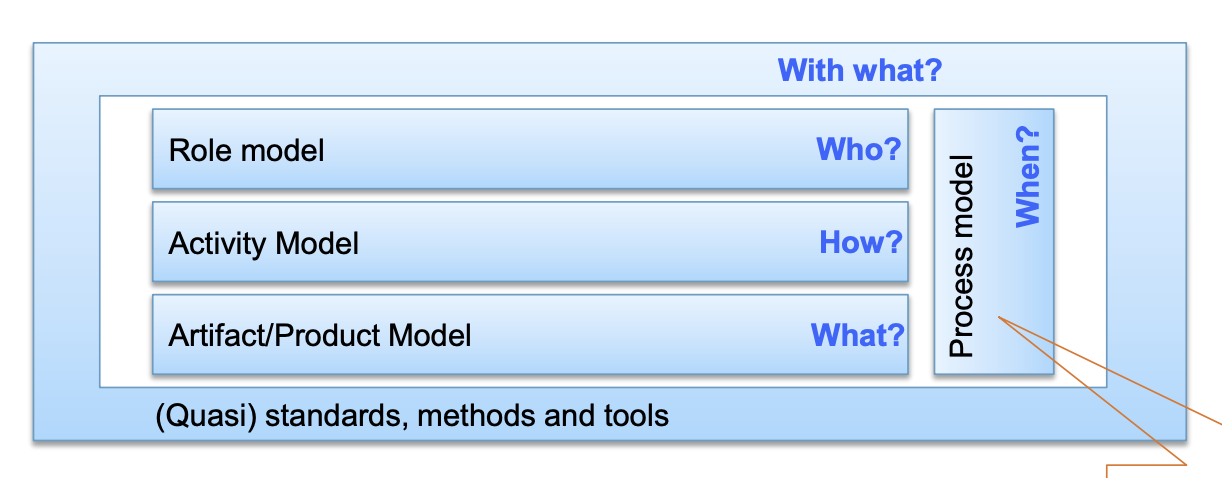 With what?
Role model
Who?
Activity Model
How?
Artifact/Product Model
What?
Process model
When?
(Quasi) standards, methods and tools